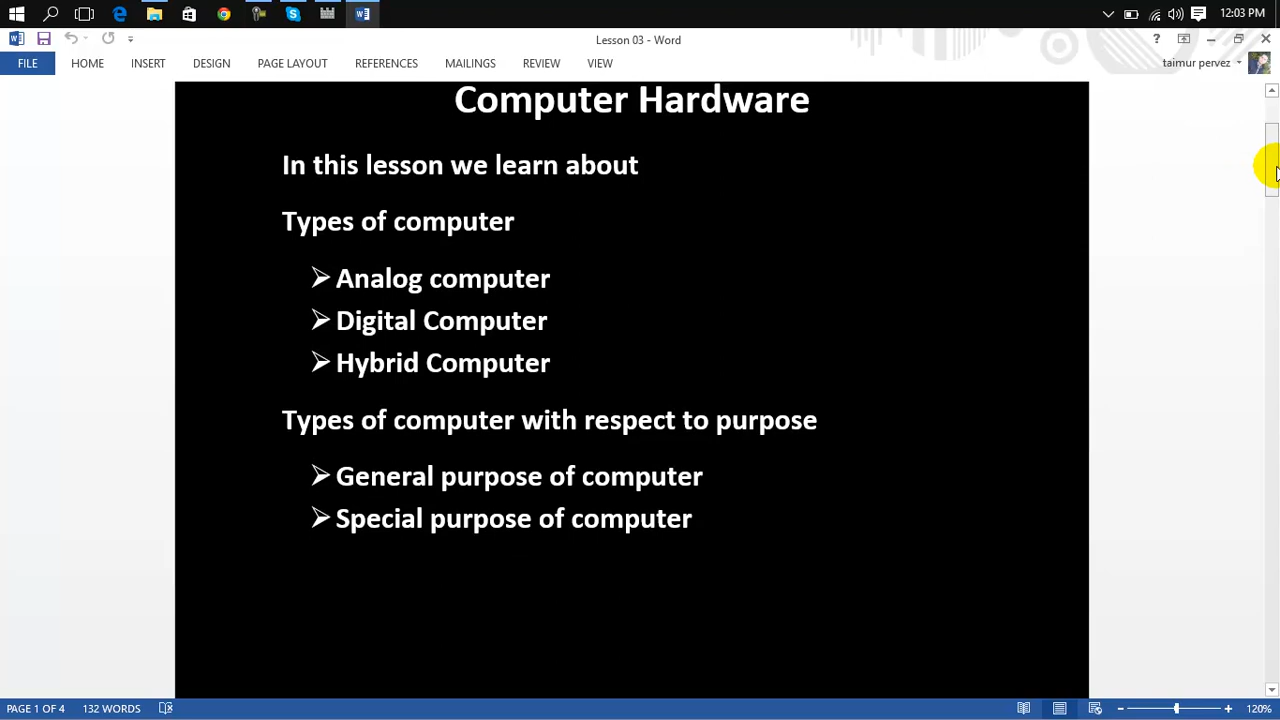 12:03 PM
Lesson 03 - Word
?
FILE HOME INSERT DESIGN PAGE LAYOUT REFERENCES MAILINGS REVIEW VIEW taimur pervez
Computer Hardware
In this lesson we learn about
Types of computer
Analog computer
Digital Computer
Hybrid Computer
Types of computer with respect to purpose
General purpose of computer
Special purpose of computer
PAGE 1 OF 4 132 WORDS 120%